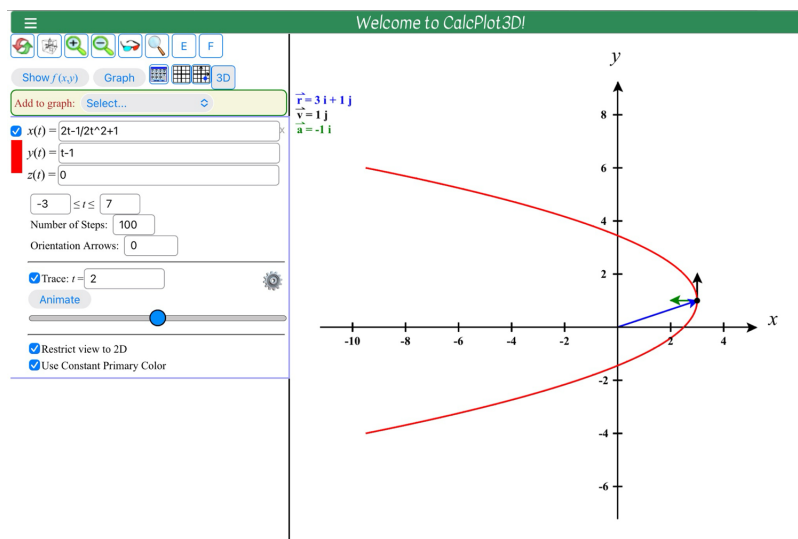 Welcome to CalcPlot3D!
E F
Show f (x,y) Graph 3D
Add to graph: Select...
x(t) = 2t-1/2t^2+1 x
y(t) = t-1
z(t) = 0
-3 ≤ t ≤ 7
Number of Steps: 100
Orientation Arrows: 0
Trace: t = 2
Animate
Restrict view to 2D
Use Constant Primary Color
r = 3 i + 1 j
v = 1 j
a = -1 i
y
8
6
4
2
-10 -8 -6 -4 -2 2 4 x
-2
-4
-6